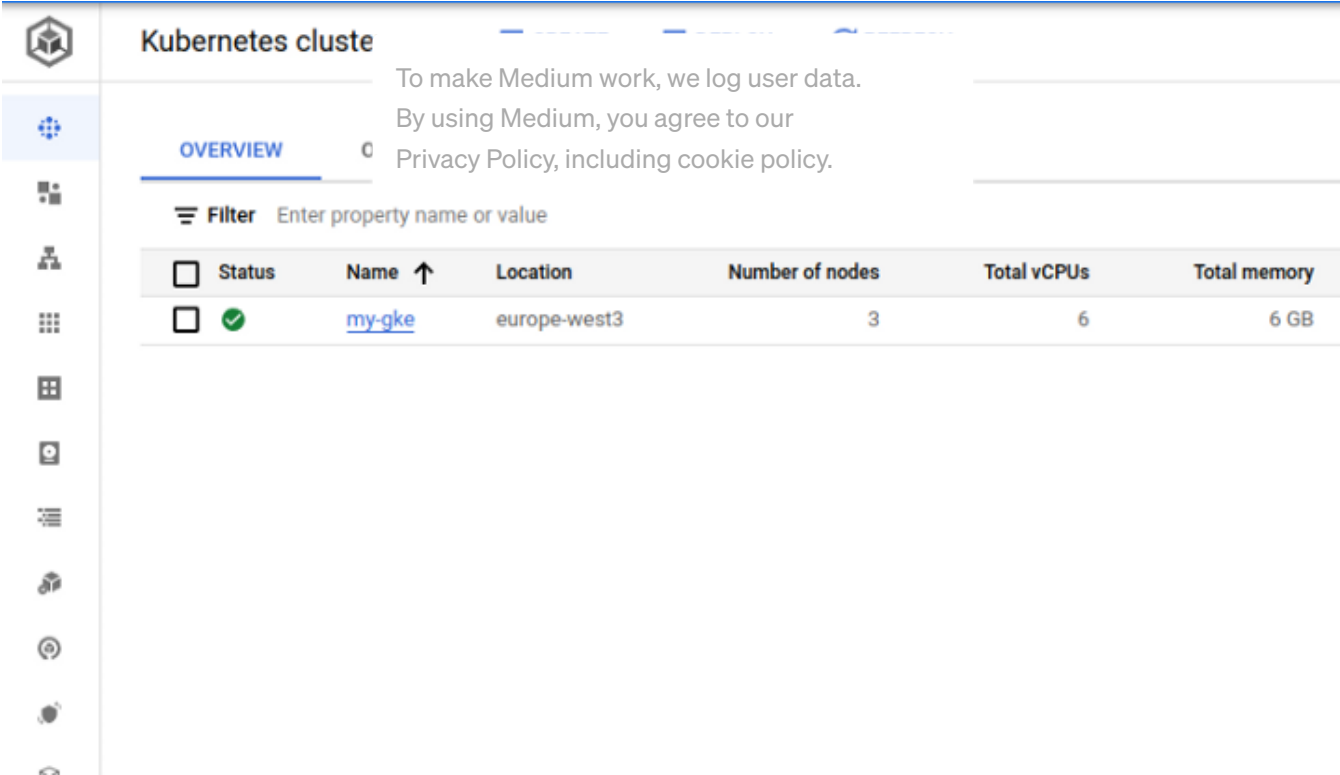 Kubernetes cluste
To make Medium work, we log user data.
By using Medium, you agree to our
Privacy Policy, including cookie policy.
OVERVIEW
Filter Enter property name or value
Status Name Location Number of nodes Total vCPUs Total memory
my-gke europe-west3 3 6 6 GB